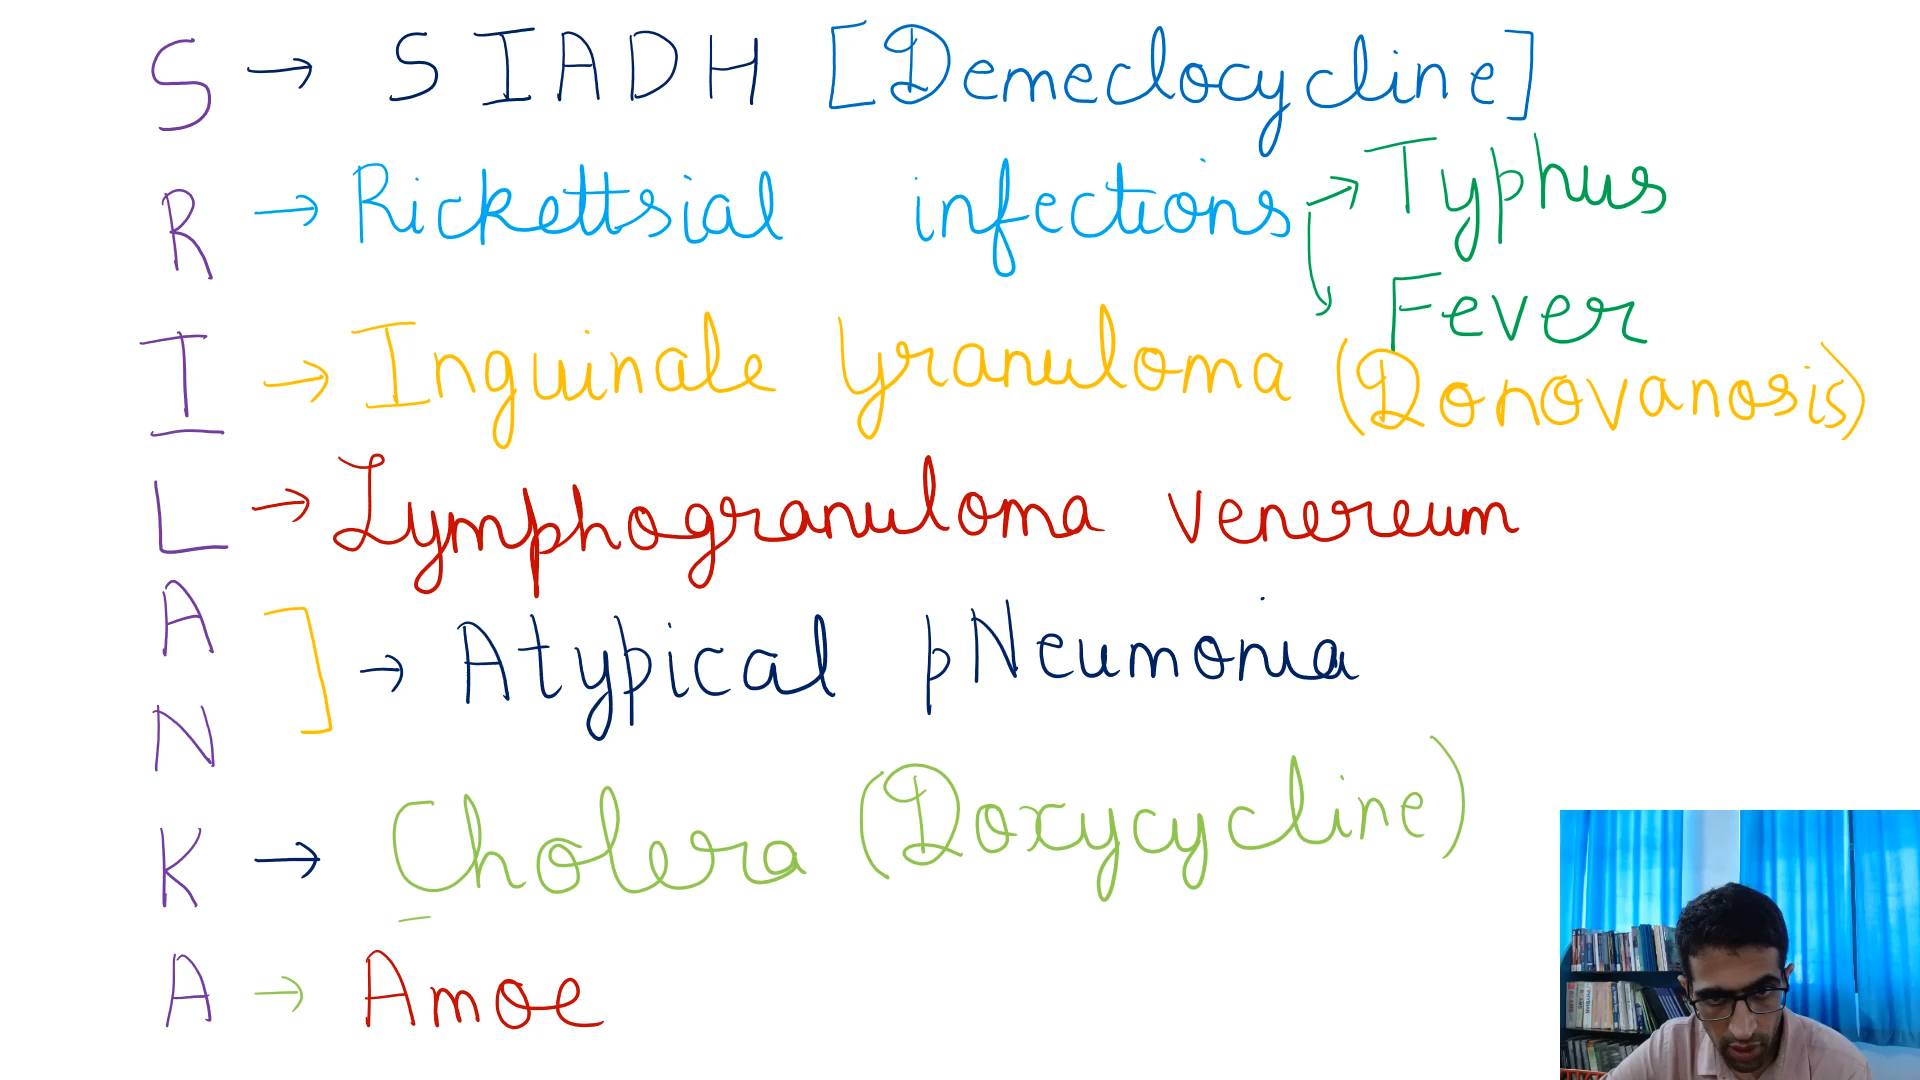 S → SIADH [Demeclocycline]
R → Rickettsial infections → Typhus
Fever
I → Inguinale Granuloma (Donovanosis)
L → Lymphogranuloma venereum
A
N ] → Atypical pNeumonia
K → Cholera (Doxycycline)
A → Amoe